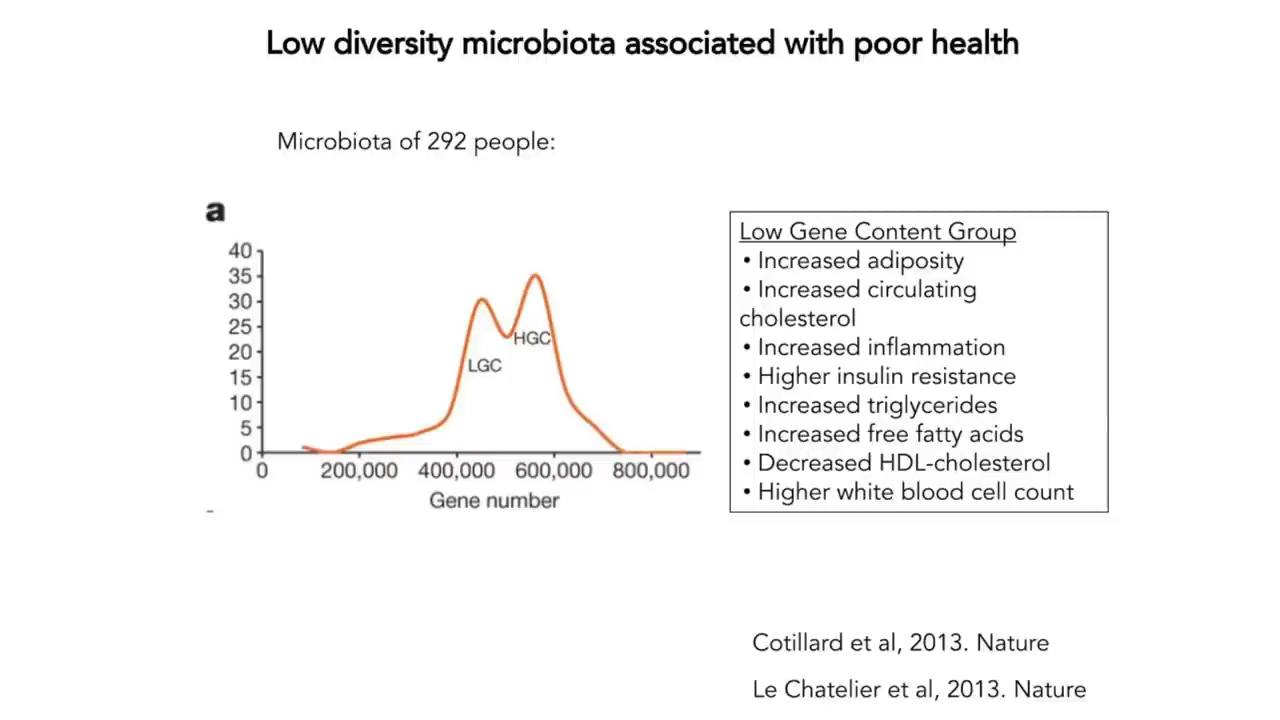 Low diversity microbiota associated with poor health
Microbiota of 292 people:
a
40
35
30
25
20
15
10
5
0
HGC
LGC
0 200,000 400,000 600,000 800,000
Gene number
Low Gene Content Group
• Increased adiposity
• Increased circulating
cholesterol
• Increased inflammation
• Higher insulin resistance
• Increased triglycerides
• Increased free fatty acids
• Decreased HDL-cholesterol
• Higher white blood cell count
Cotillard et al, 2013. Nature
Le Chatelier et al, 2013. Nature